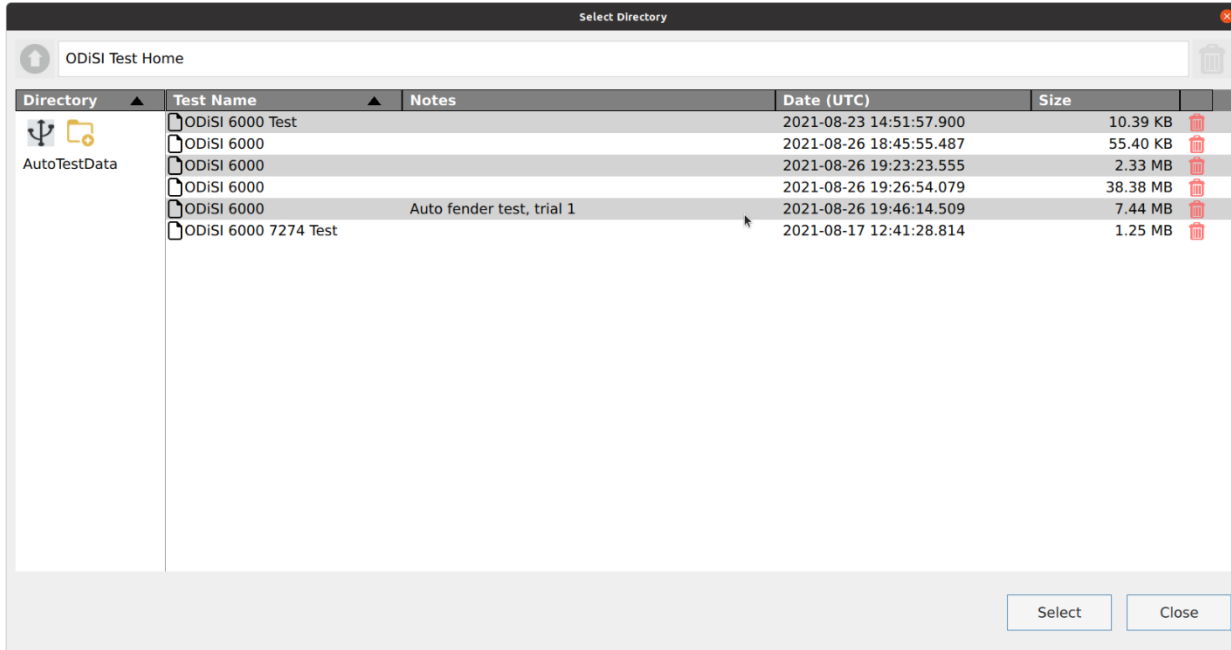 Select Directory
ODiSI Test Home
Directory Test Name Notes Date (UTC) Size
ODiSI 6000 Test 2021-08-23 14:51:57.900 10.39 KB
ODiSI 6000 2021-08-26 18:45:55.487 55.40 KB
AutoTestData ODiSI 6000 2021-08-26 19:23:23.555 2.33 MB
ODiSI 6000 2021-08-26 19:26:54.079 38.38 MB
ODiSI 6000 Auto fender test, trial 1 2021-08-26 19:46:14.509 7.44 MB
ODiSI 6000 7274 Test 2021-08-17 12:41:28.814 1.25 MB
Select Close